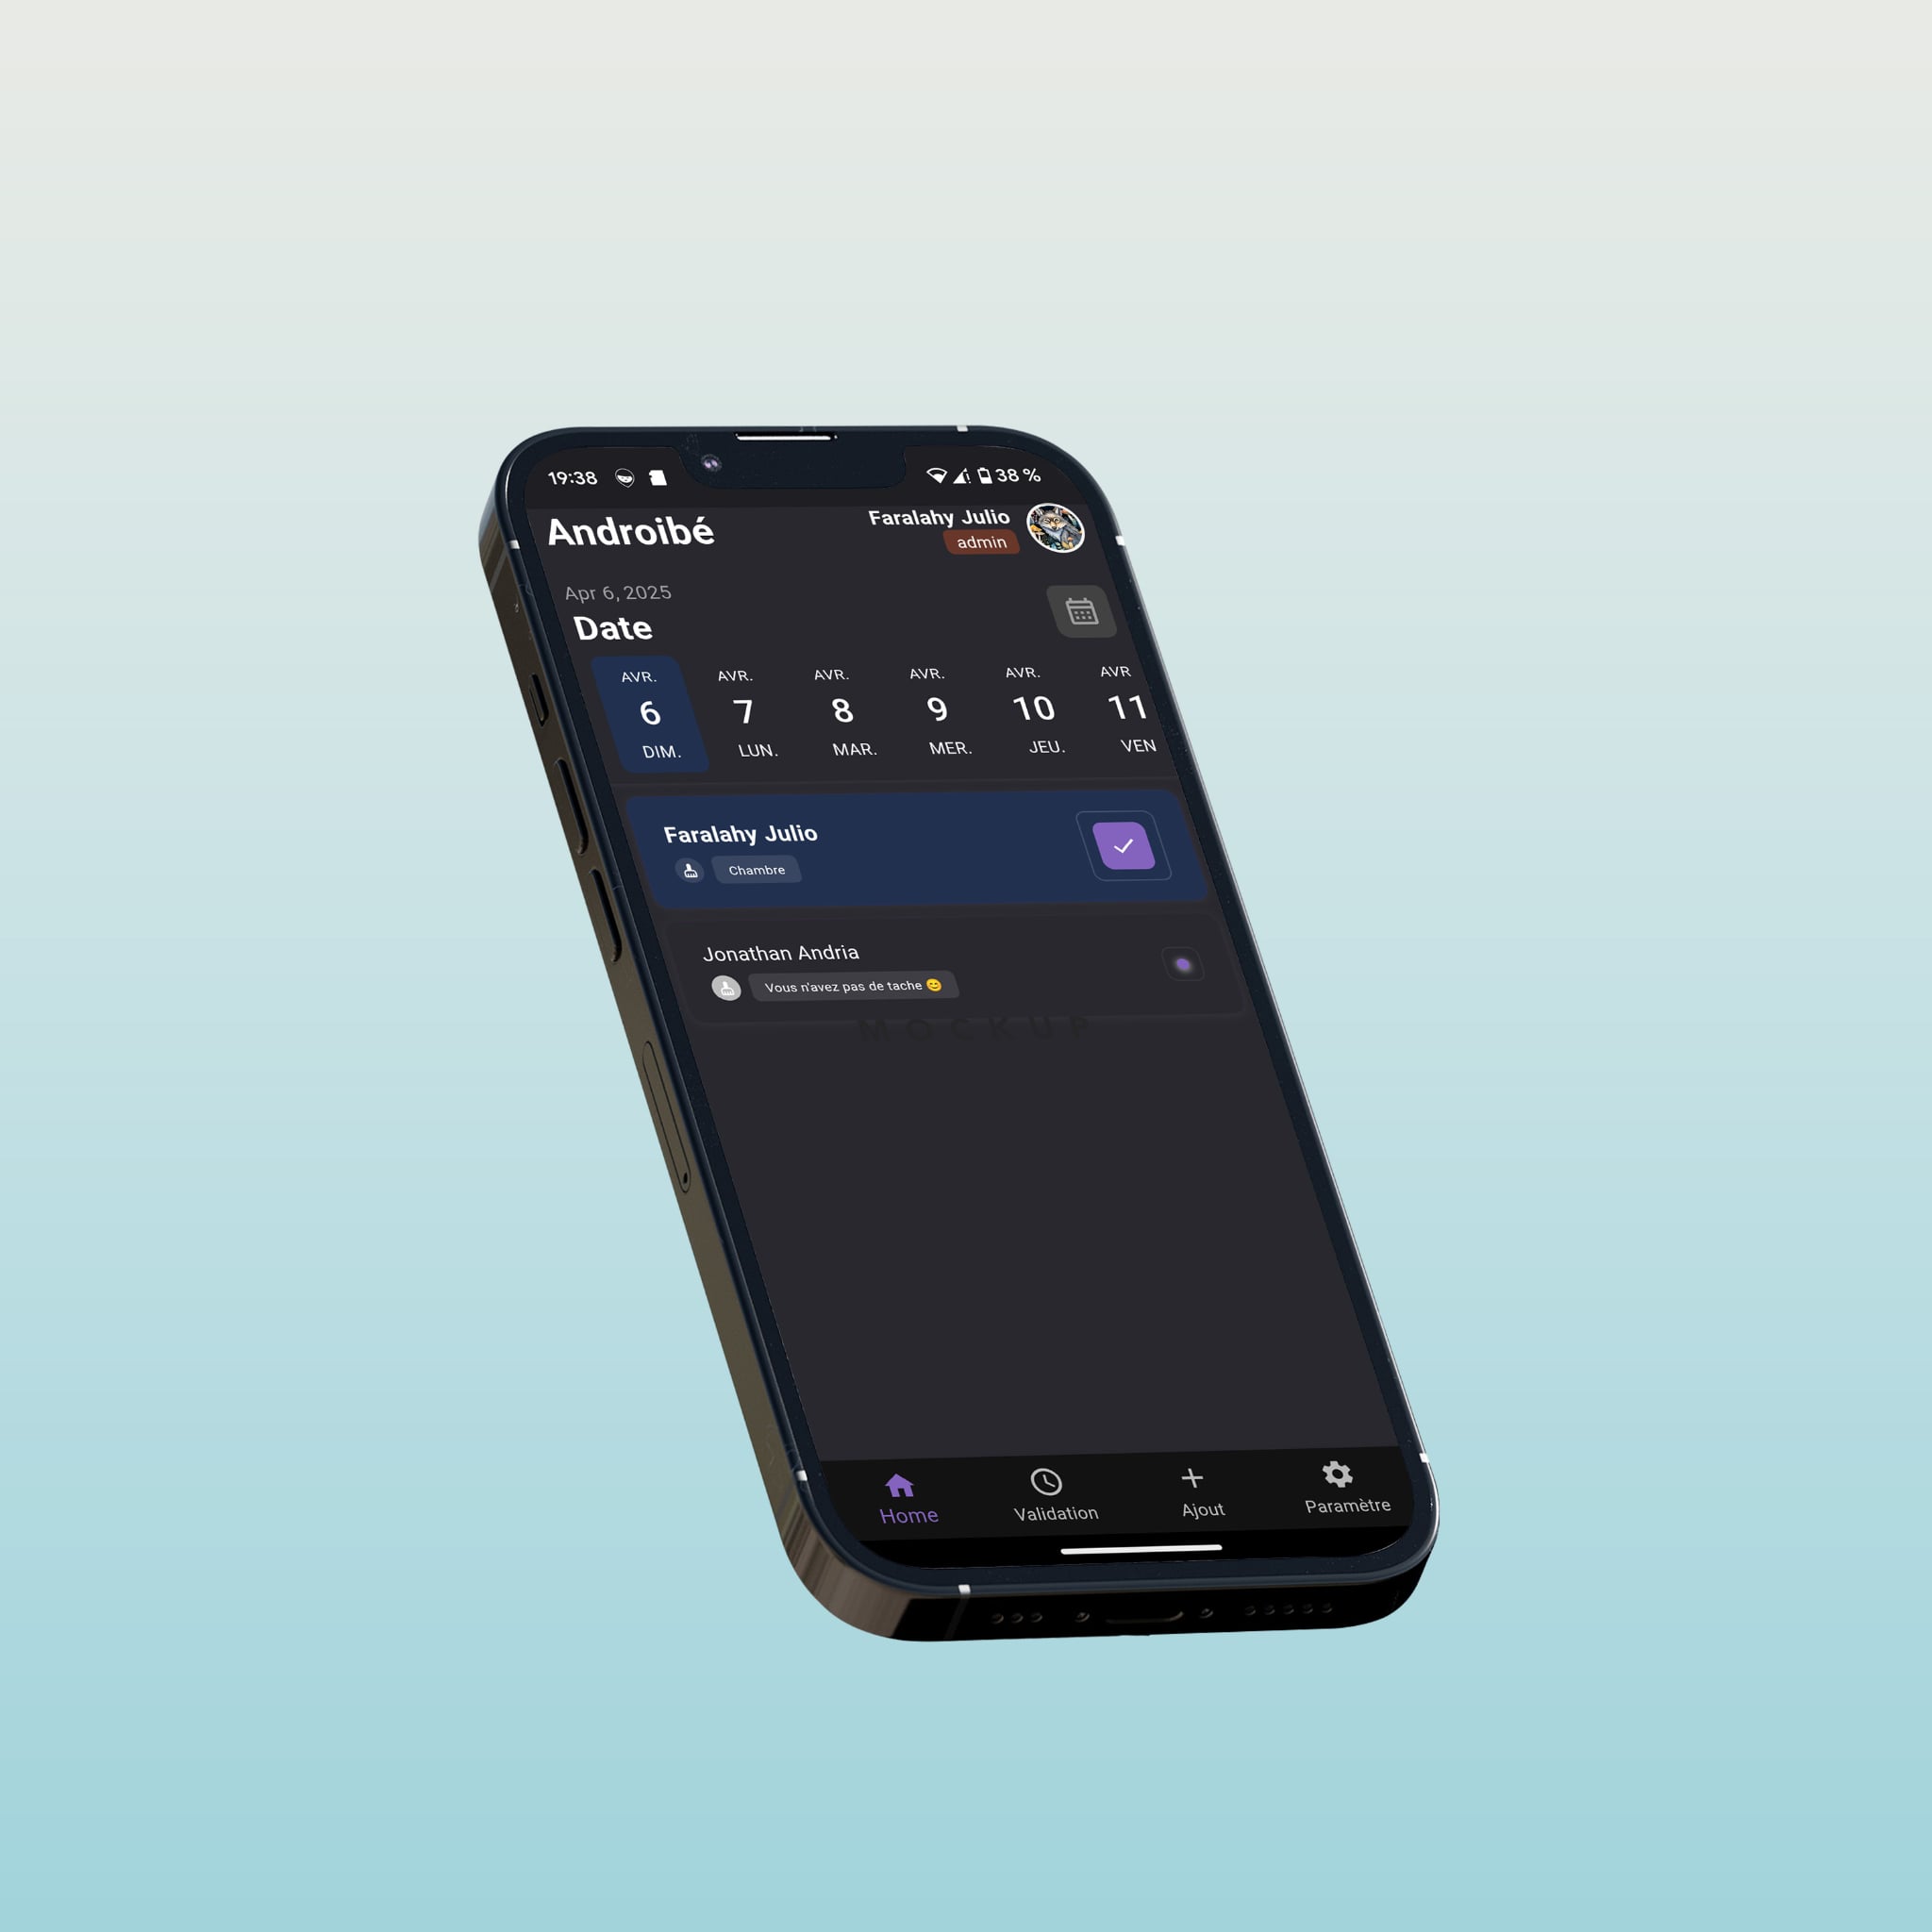 19:38 38 %
Androibé
Faralahy Julio
admin
Apr 6, 2025
Date
AVR. AVR. AVR. AVR. AVR. AVR
6 7 8 9 10 11
DIM. LUN. MAR. MER. JEU. VEN
Faralahy Julio
Chambre
Jonathan Andria
Vous n'avez pas de tache 😊
MOCKUP
Home Validation Ajout Paramètre